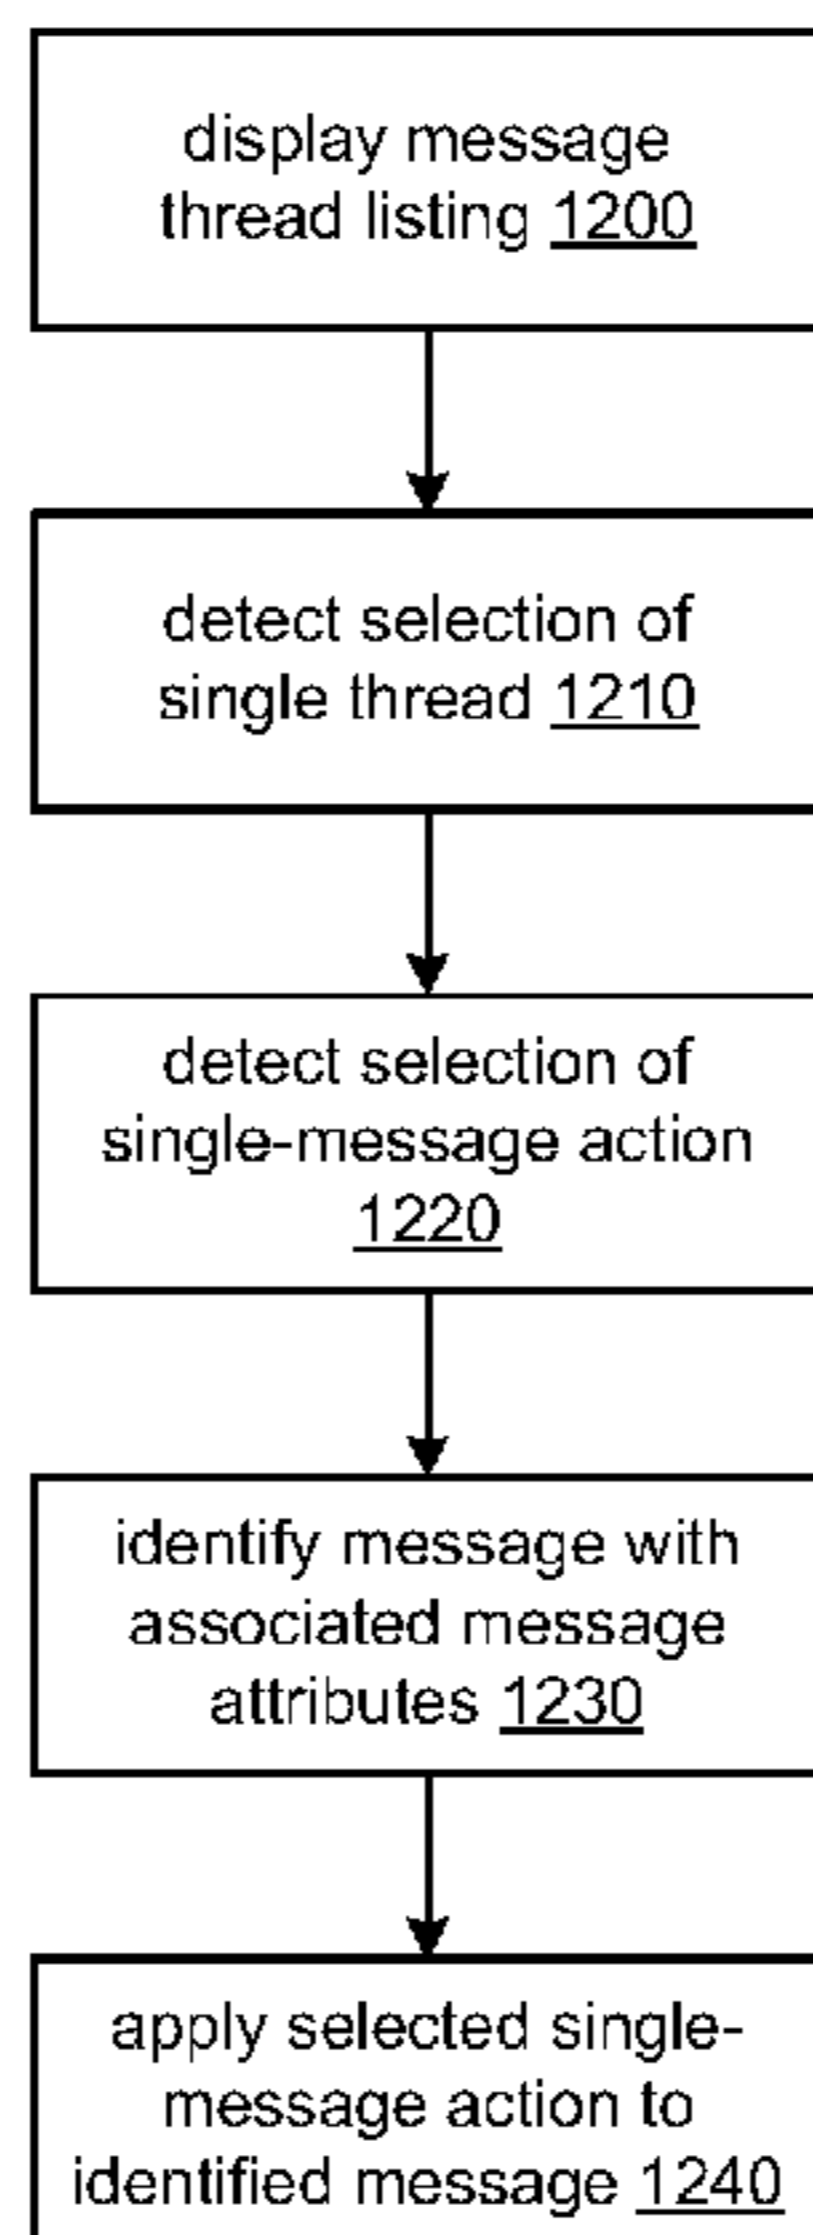 display message
thread listing 1200
detect selection of
single thread 1210
detect selection of
single-message action
1220
identify message with
associated message
attributes 1230
apply selected single-
message action to
identified message 1240